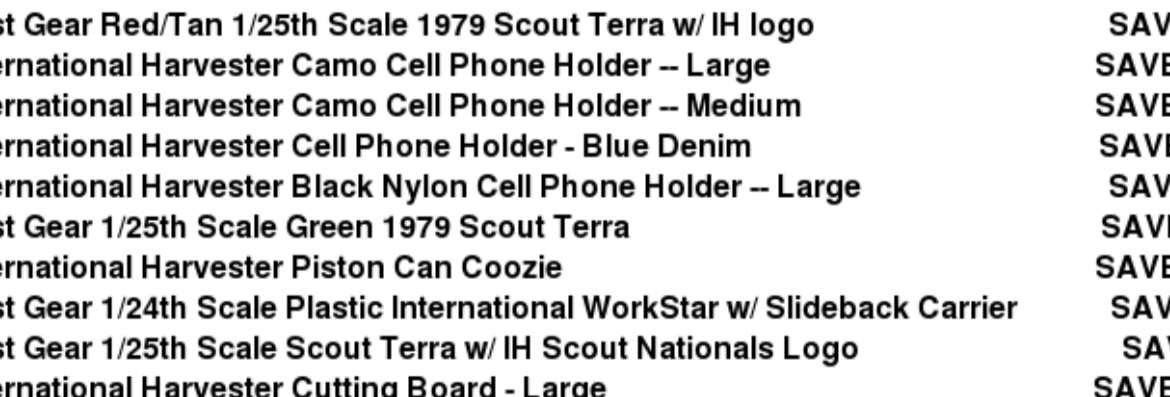 st Gear Red/Tan 1/25th Scale 1979 Scout Terra w/ IH logo SAV
ernational Harvester Camo Cell Phone Holder -- Large SAVE
ernational Harvester Camo Cell Phone Holder -- Medium SAVE
ernational Harvester Cell Phone Holder - Blue Denim SAVE
ernational Harvester Black Nylon Cell Phone Holder -- Large SAV
st Gear 1/25th Scale Green 1979 Scout Terra SAVE
ernational Harvester Piston Can Coozie SAVE
st Gear 1/24th Scale Plastic International WorkStar w/ Slideback Carrier SAV
st Gear 1/25th Scale Scout Terra w/ IH Scout Nationals Logo SA
ernational Harvester Cutting Board - Large SAVE